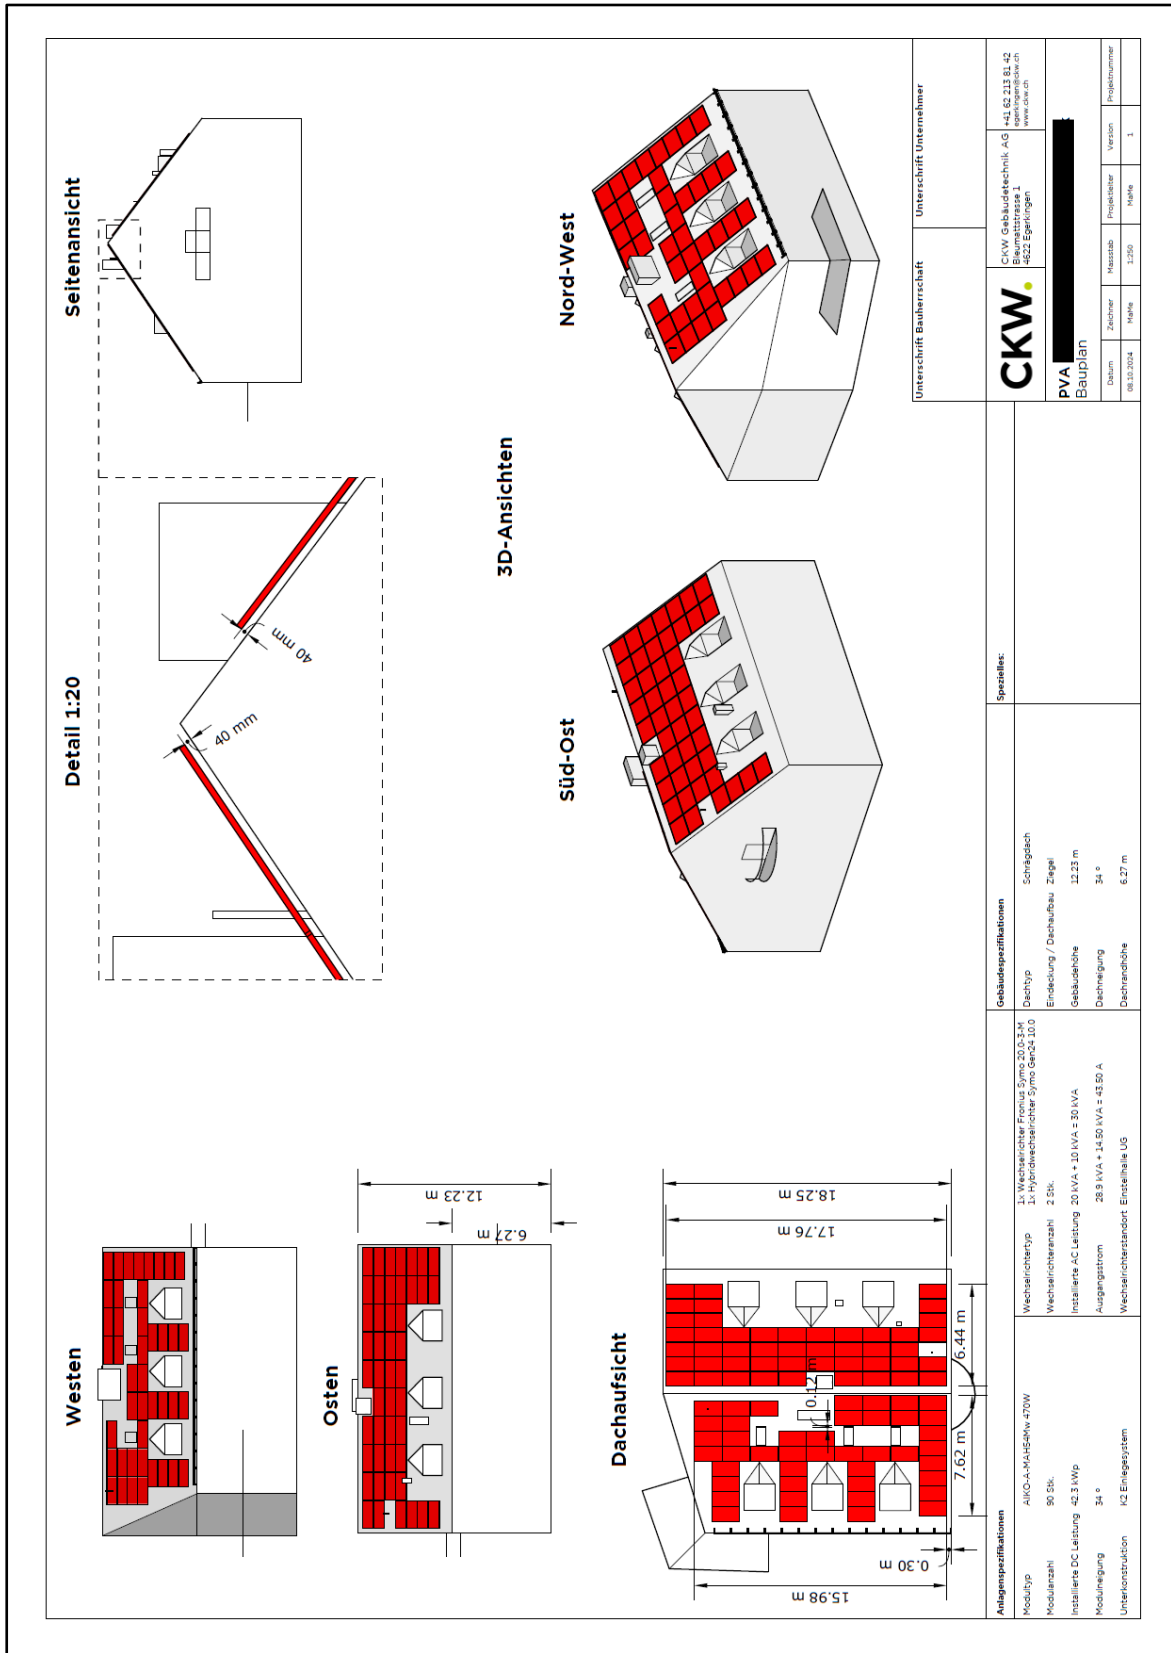 Westen
Osten
12.23 m
6.27 m
Dachaufsicht
18.25 m
17.76 m
15.98 m
0.30 m
7.62 m
6.44 m
0.12 m
Detail 1:20
40 mm
40 mm
Seitenansicht
3D-Ansichten
Süd-Ost
Nord-West
Anlagenspezifikationen
Modultyp AIKO-A-MAH54Mw 470W
Modulanzahl 90 Stk.
Installierte DC Leistung 42.3 kWp
Modulneigung 34 °
Unterkonstruktion K2 Einlegesystem
Wechselrichtertyp 1x Wechselrichter Fronius Symo 20.0-3-M
1x Hybridwechselrichter Symo Gen24 10.0
Wechselrichteranzahl 2 Stk.
Installierte AC Leistung 20 kVA + 10 kVA = 30 kVA
Ausgangsstrom 28.9 kVA + 14.50 kVA = 43.50 A
Wechselrichterstandort Einstellhalle UG
Gebäudespezifikationen
Dachtyp Schrägdach
Eindeckung / Dachaufbau Ziegel
Gebäudehöhe 12.23 m
Dachneigung 34 °
Dachrandhöhe 6.27 m
Spezielles:
Unterschrift Bauherrschaft
Unterschrift Unternehmer
CKW.
CKW Gebäudetechnik AG
Bleumattstrasse 1
4622 Egerkingen
+41 62 213 81 42
egerkingen@ckw.ch
www.ckw.ch
PVA
Bauplan
Datum Zeichner Massstab Projektleiter Version Projektnummer
08.10.2024 MaMe 1:250 MaMe 1